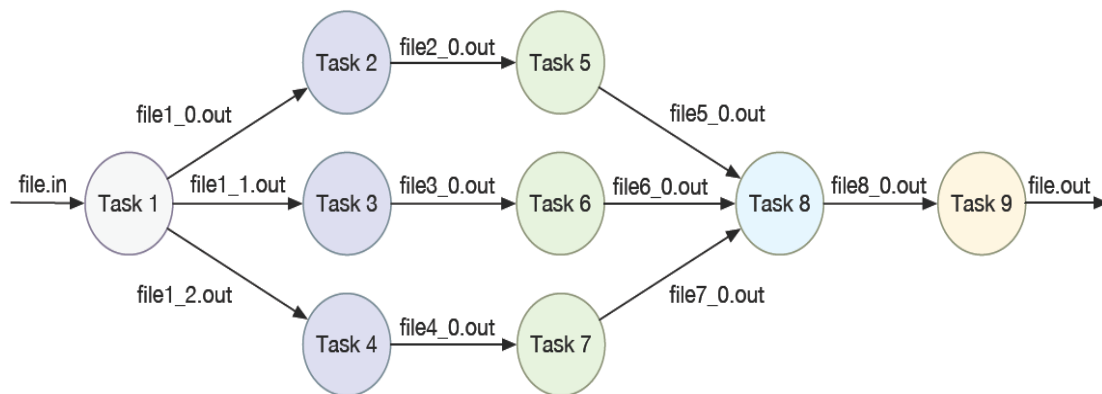 Task 2
file2_0.out
Task 5
file1_0.out
file5_0.out
file.in
Task 1
file1_1.out
Task 3
file3_0.out
Task 6
file6_0.out
Task 8
file8_0.out
Task 9
file.out
file1_2.out
file7_0.out
Task 4
file4_0.out
Task 7